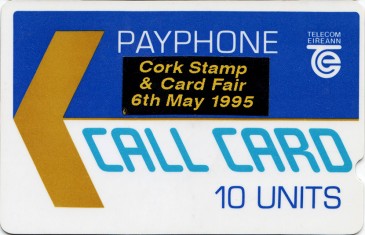 PAYPHONE
TELECOM
EIREANN
Cork Stamp
& Card Fair
6th May 1995
CALL CARD
10 UNITS